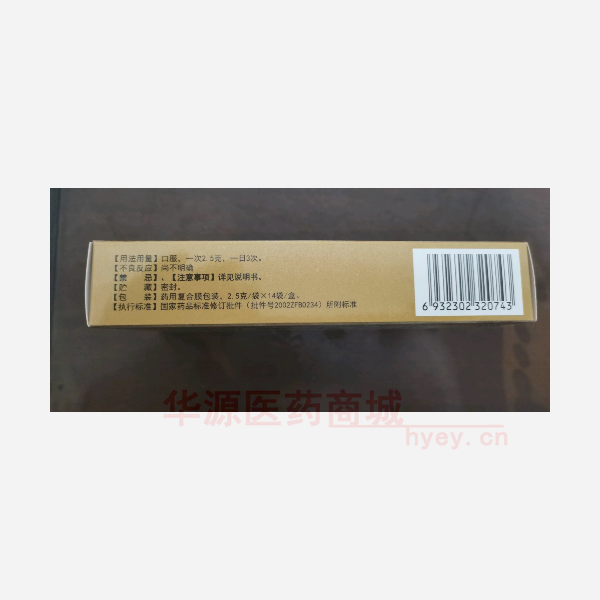 【用法用量】口服，一次2.5克，一日3次。
【不良反应】尚不明确
【禁　　忌】、【注意事项】详见说明书。
【贮　　藏】密封。
【包　　装】药用复合膜包装，2.5克/袋×14袋/盒。
【执行标准】国家药品标准修订批件（批件号2002ZFB0234）所附标准
6 932302 320743
华源医药商城
hyey.cn